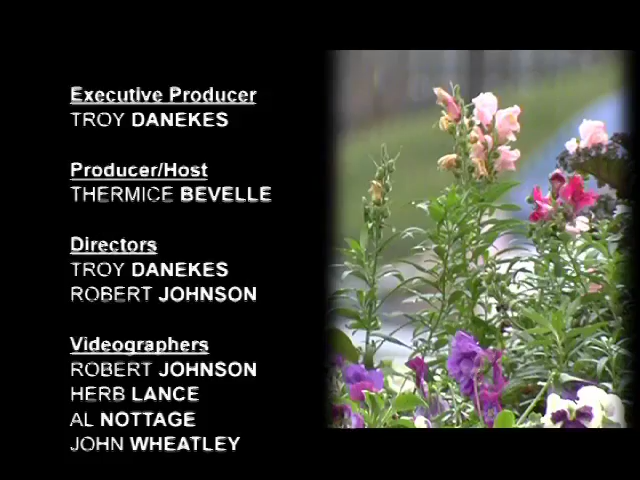 Executive Producer
TROY DANEKES
Producer/Host
THERMICE BEVELLE
Directors
TROY DANEKES
ROBERT JOHNSON
Videographers
ROBERT JOHNSON
HERB LANCE
AL NOTTAGE
JOHN WHEATLEY